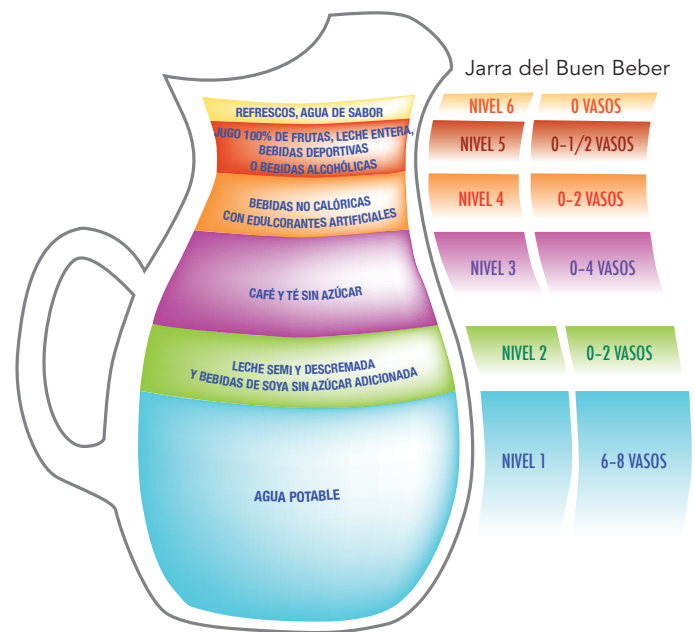 Jarra del Buen Beber
REFRESCOS, AGUA DE SABOR
NIVEL 6
0 VASOS
JUGO 100% DE FRUTAS, LECHE ENTERA,
BEBIDAS DEPORTIVAS
O BEBIDAS ALCOHÓLICAS
NIVEL 5
0-1/2 VASOS
BEBIDAS NO CALÓRICAS
CON EDULCORANTES ARTIFICIALES
NIVEL 4
0-2 VASOS
CAFÉ Y TÉ SIN AZÚCAR
NIVEL 3
0-4 VASOS
LECHE SEMI Y DESCREMADA
Y BEBIDAS DE SOYA SIN AZÚCAR ADICIONADA
NIVEL 2
0-2 VASOS
AGUA POTABLE
NIVEL 1
6-8 VASOS